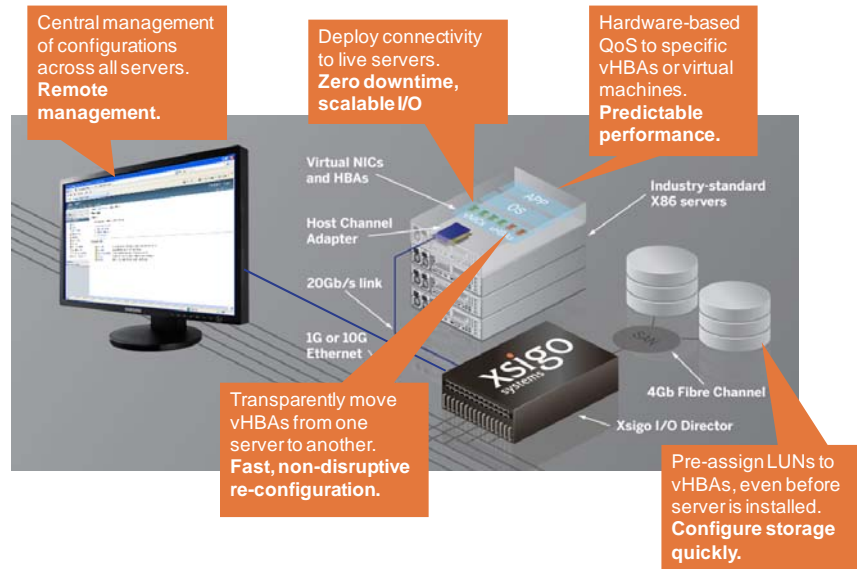 Central management
of configurations
across all servers.
Remote
management.
Deploy connectivity
to live servers.
Zero downtime,
scalable I/O
Hardware-based
QoS to specific
vHBAs or virtual
machines.
Predictable
performance.
Virtual NICs
and HBAs
Host Channel
Adapter
20Gb/s link
1G or 10G
Ethernet
APP
OS
vNICs vHBAs
Industry-standard
X86 servers
SAN
4Gb Fibre Channel
Xsigo I/O Director
xsigo
systems
SAMSUNG
Transparently move
vHBAs from one
server to another.
Fast, non-disruptive
re-configuration.
Pre-assign LUNs to
vHBAs, even before
server is installed.
Configure storage
quickly.